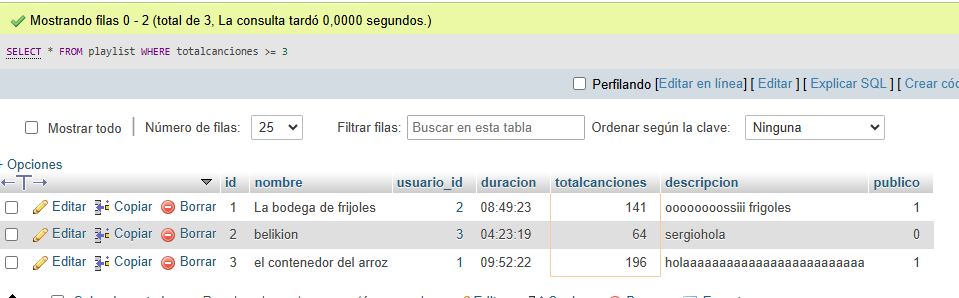 Mostrando filas 0 - 2 (total de 3, La consulta tardó 0,0000 segundos.)
SELECT * FROM playlist WHERE totalcanciones >= 3
Perfilando [Editar en línea] [ Editar ] [ Explicar SQL ] [ Crear cóc
Mostrar todo | Número de filas: 25 Filtrar filas: Buscar en esta tabla Ordenar según la clave: Ninguna
+ Opciones
←T→ id nombre usuario_id duracion totalcanciones descripcion publico
Editar Copiar Borrar 1 La bodega de frijoles 2 08:49:23 141 oooooooossiii frigoles 1
Editar Copiar Borrar 2 belikion 3 04:23:19 64 sergiohola 0
Editar Copiar Borrar 3 el contenedor del arroz 1 09:52:22 196 holaaaaaaaaaaaaaaaaaaaaaaaaa 1